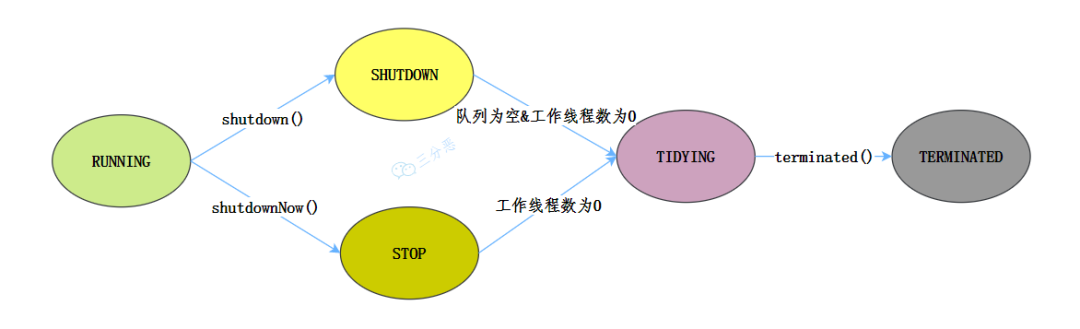 SHUTDOWN
shutdown()
队列为空&工作线程数为0
RUNNING
三分恶
TIDYING
terminated()
TERMINATED
shutdownNow()
工作线程数为0
STOP